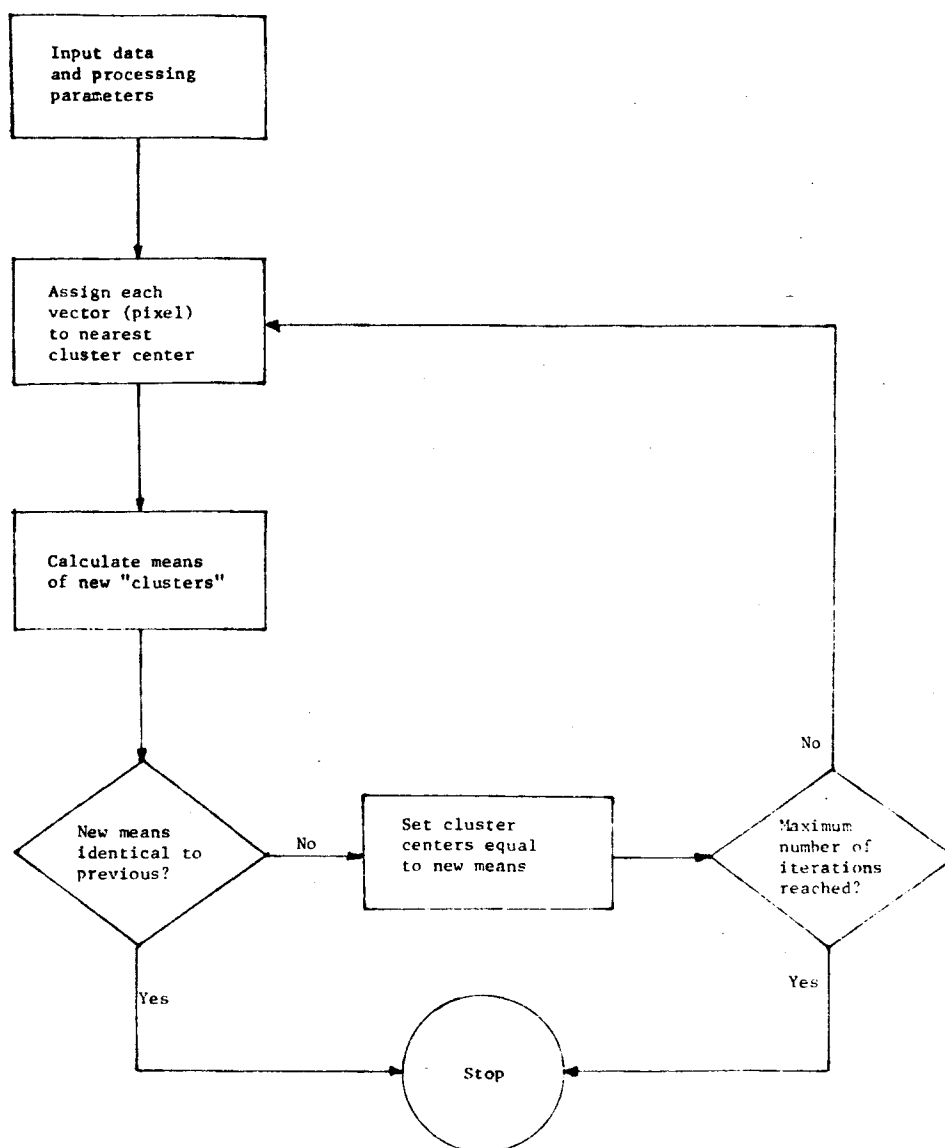 Input data
and processing
parameters
Assign each
vector (pixel)
to nearest
cluster center
Calculate means
of new "clusters"
New means
identical to
previous?
No
Set cluster
centers equal
to new means
Maximum
number of
iterations
reached?
No
Yes
Yes
Stop